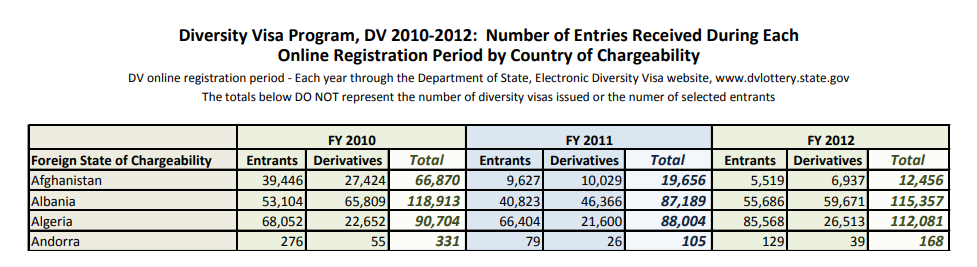 Diversity Visa Program, DV 2010-2012:  Number of Entries Received During Each
Online Registration Period by Country of Chargeability
DV online registration period - Each year through the Department of State, Electronic Diversity Visa website, www.dvlottery.state.gov
The totals below DO NOT represent the number of diversity visas issued or the numer of selected entrants
FY 2010 FY 2011 FY 2012
Foreign State of Chargeability Entrants Derivatives Total Entrants Derivatives Total Entrants Derivatives Total
Afghanistan 39,446 27,424 66,870 9,627 10,029 19,656 5,519 6,937 12,456
Albania 53,104 65,809 118,913 40,823 46,366 87,189 55,686 59,671 115,357
Algeria 68,052 22,652 90,704 66,404 21,600 88,004 85,568 26,513 112,081
Andorra 276 55 331 79 26 105 129 39 168